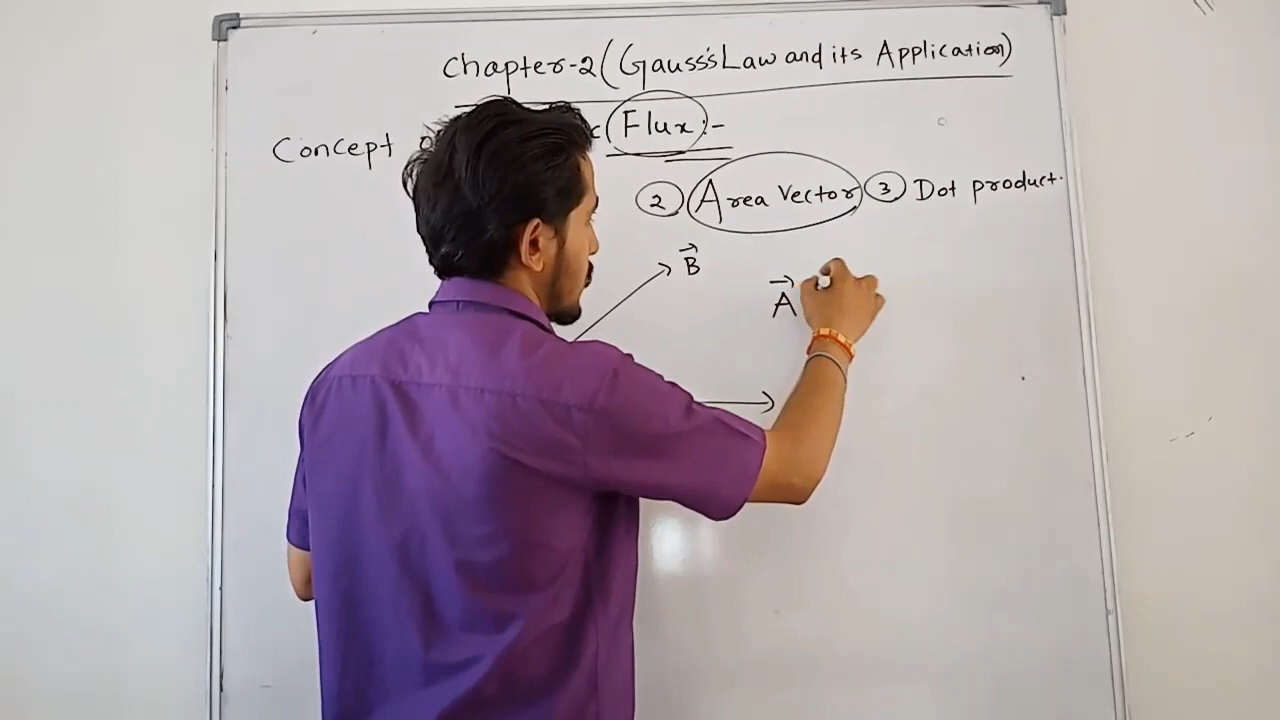 Chapter-2 (Gauss's Law and its Application)
Concept Flux :-
② Area Vector ③ Dot product.
B⃗
A⃗